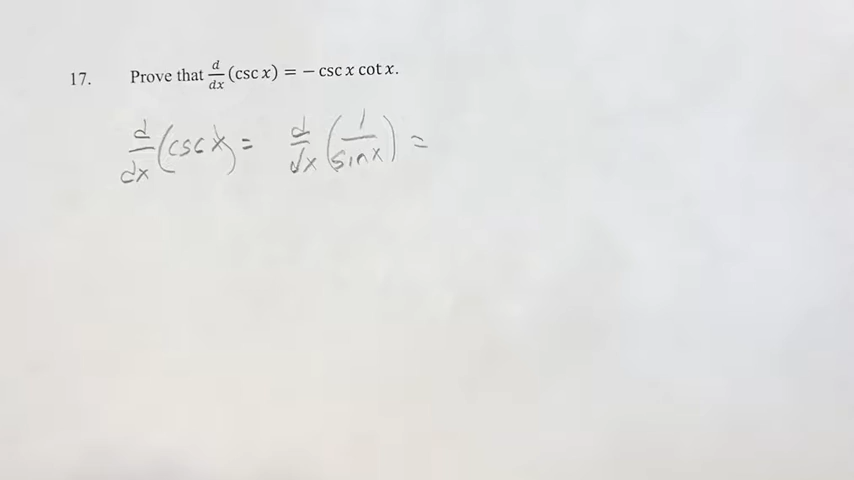 17. Prove that d/dx (csc x) = − csc x cot x.
d/dx (csc x) = d/dx (1/sin x) =